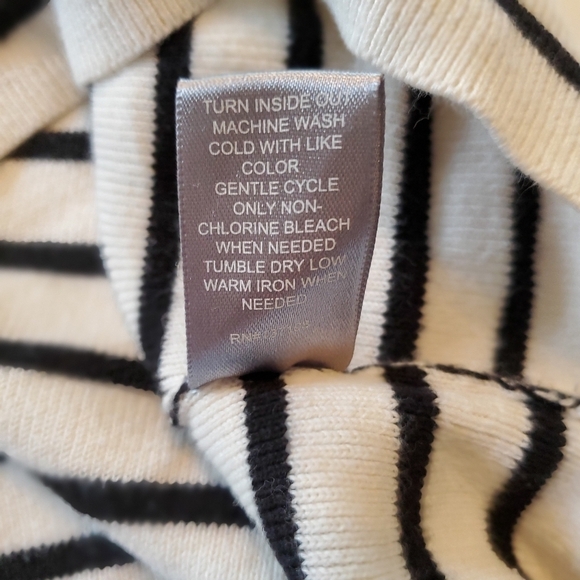 TURN INSIDE OUT
MACHINE WASH
COLD WITH LIKE
COLOR
GENTLE CYCLE
ONLY NON-
CHLORINE BLEACH
WHEN NEEDED
TUMBLE DRY LOW
WARM IRON WHEN
NEEDED